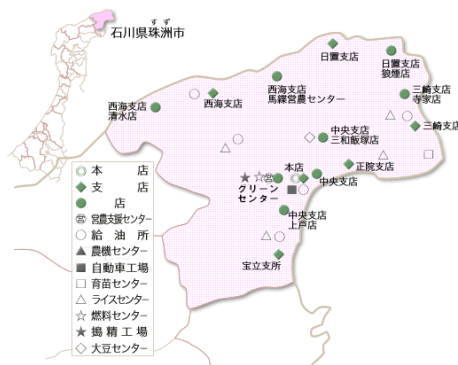 すず
石川県珠洲市
日置支店
日置支店
狼煙店
西海支店
馬緤営農センター
三崎支店
寺家店
西海支店
清水店
西海支店
三崎支店
中央支店
三和飯塚店
正院支店
本店
営
中央支店
グリーン
センター
中央支店
上戸店
宝立支所
本　　店
支　　店
店
営 営農支援センター
給 油 所
農機センター
自動車工場
育苗センター
ライスセンター
燃料センター
搗精工場
大豆センター